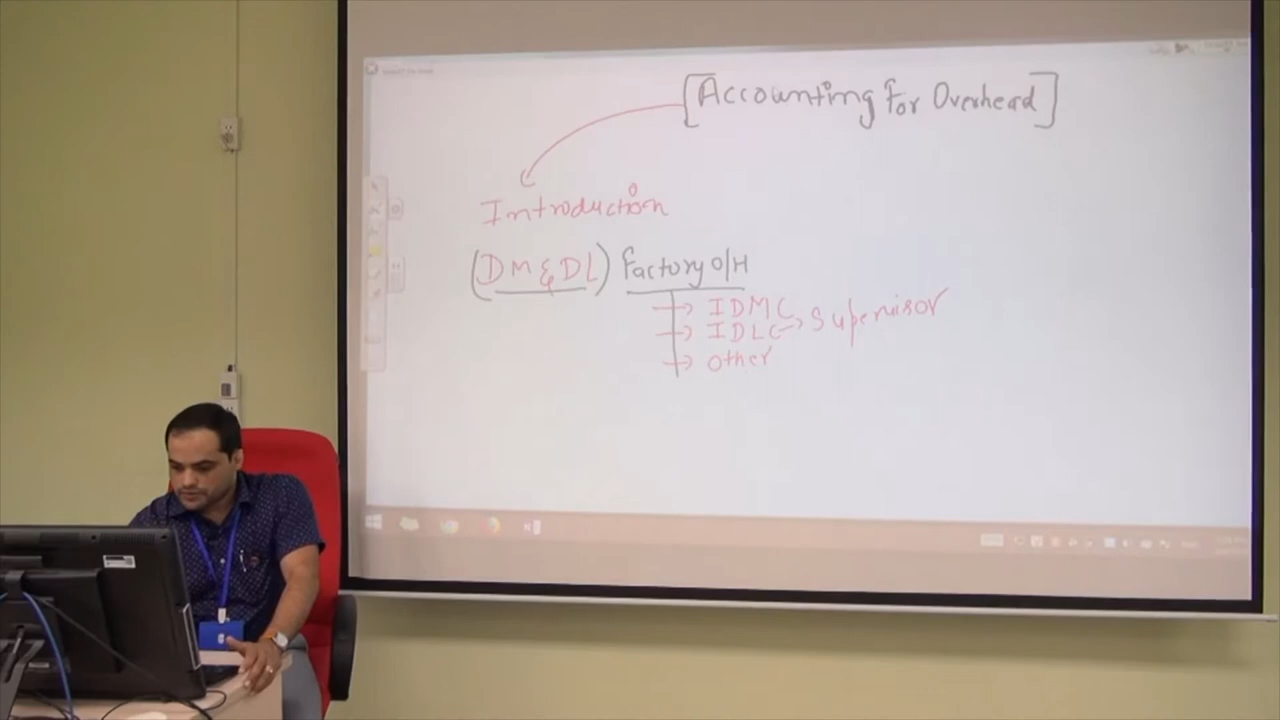 [Accounting For Overhead]
Introduction
(DM & DL) Factory O/H
→ IDMC
→ IDLC → Supervisor
→ Other